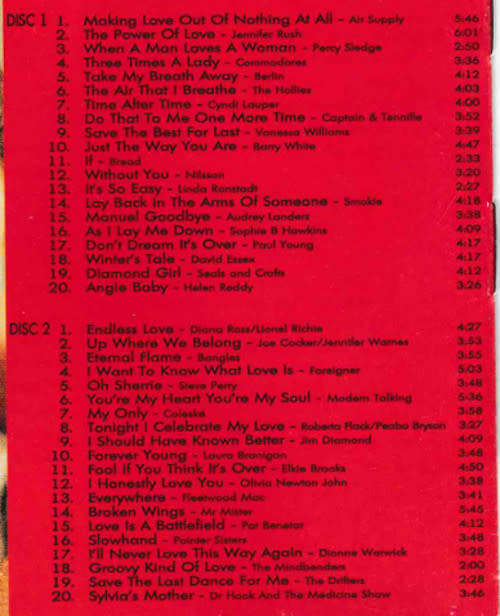 DISC 1 1. Making Love Out Of Nothing At All - Air Supply 5:46
2. The Power Of Love - Jennifer Rush 6:01
3. When A Man Loves A Woman - Percy Sledge 2:50
4. Three Times A Lady - Commodores 3:36
5. Take My Breath Away - Berlin 4:12
6. The Air That I Breathe - The Hollies 4:03
7. Time After Time - Cyndi Lauper 4:00
8. Do That To Me One More Time - Captain & Tennille 3:52
9. Save The Best For Last - Vanessa Williams 3:39
10. Just The Way You Are - Barry White 4:47
11. If - Bread 2:33
12. Without You - Nilsson 3:20
13. It's So Easy - Linda Ronstadt 2:27
14. Lay Back In The Arms Of Someone - Smokie 4:18
15. Manuel Goodbye - Audrey Landers 3:38
16. As I Lay Me Down - Sophie B Hawkins 4:09
17. Don't Dream It's Over - Paul Young 4:17
18. Winter's Tale - David Essex 4:17
19. Diamond Girl - Seals and Crofts 4:12
20. Angie Baby - Helen Reddy 3:26
DISC 2 1. Endless Love - Diana Ross/Lionel Richie 4:27
2. Up Where We Belong - Joe Cocker/Jennifer Warnes 3:53
3. Eternal Flame - Bangles 3:55
4. I Want To Know What Love Is - Foreigner 5:03
5. Oh Sherrie - Steve Perry 3:48
6. You're My Heart You're My Soul - Modern Talking 5:36
7. My Only - Coleske 3:58
8. Tonight I Celebrate My Love - Roberta Flack/Peabo Bryson 3:27
9. I Should Have Known Better - Jim Diamond 4:09
10. Forever Young - Laura Branigan 3:48
11. Fool If You Think It's Over - Elkie Brooks 4:50
12. I Honestly Love You - Olivia Newton John 3:38
13. Everywhere - Fleetwood Mac 3:41
14. Broken Wings - Mr Mister 5:45
15. Love Is A Battlefield - Pat Benetar 4:12
16. Slowhand - Pointer Sisters 3:48
17. I'll Never Love This Way Again - Dionne Warwick 3:28
18. Groovy Kind Of Love - The Mindbenders 2:00
19. Save The Last Dance For Me - The Drifters 2:28
20. Sylvia's Mother - Dr Hook And The Medicine Show 3:46